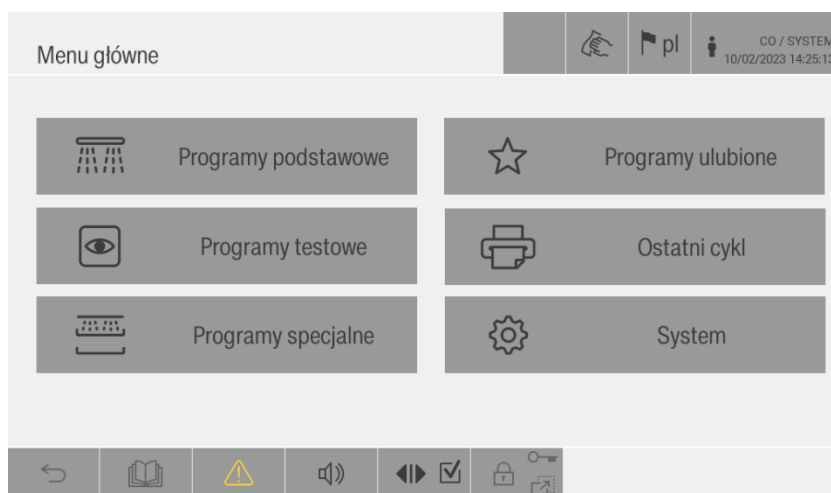 Menu główne
pl
CO / SYSTEM
10/02/2023 14:25:13
Programy podstawowe
Programy ulubione
Programy testowe
Ostatni cykl
Programy specjalne
System